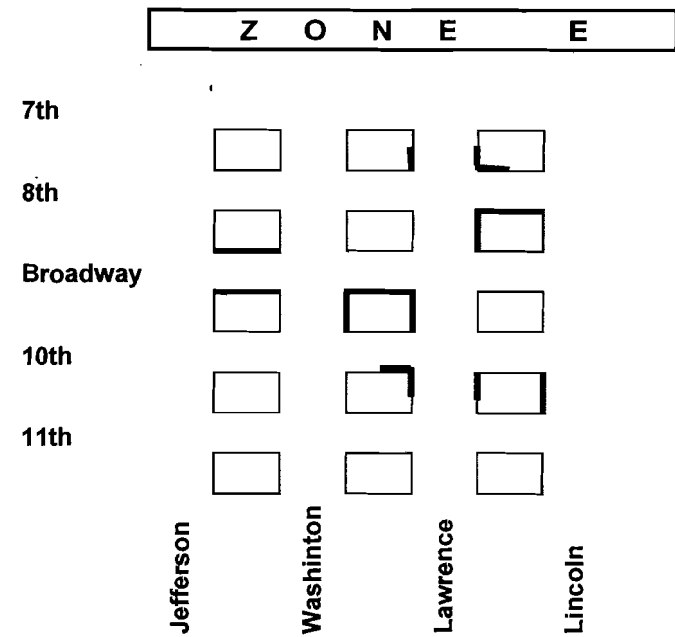 Z O N E E
7th
8th
Broadway
10th
11th
Jefferson
Washinton
Lawrence
Lincoln